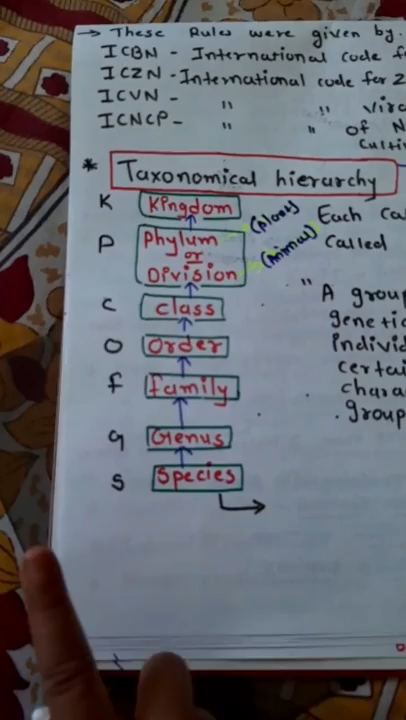 → These Rules were given by.
ICBN - International code f
ICZN - International code for Z
ICVN - " " Vir
ICNCP - " " of N
Culti
* Taxonomical hierarchy
K Kingdom
P Phylum (plants)
or
Division (Animal)
C class
O Order
f family
g Genus
S Species
Each ca
Called
" A group
genetic
individ
certai
chara
group